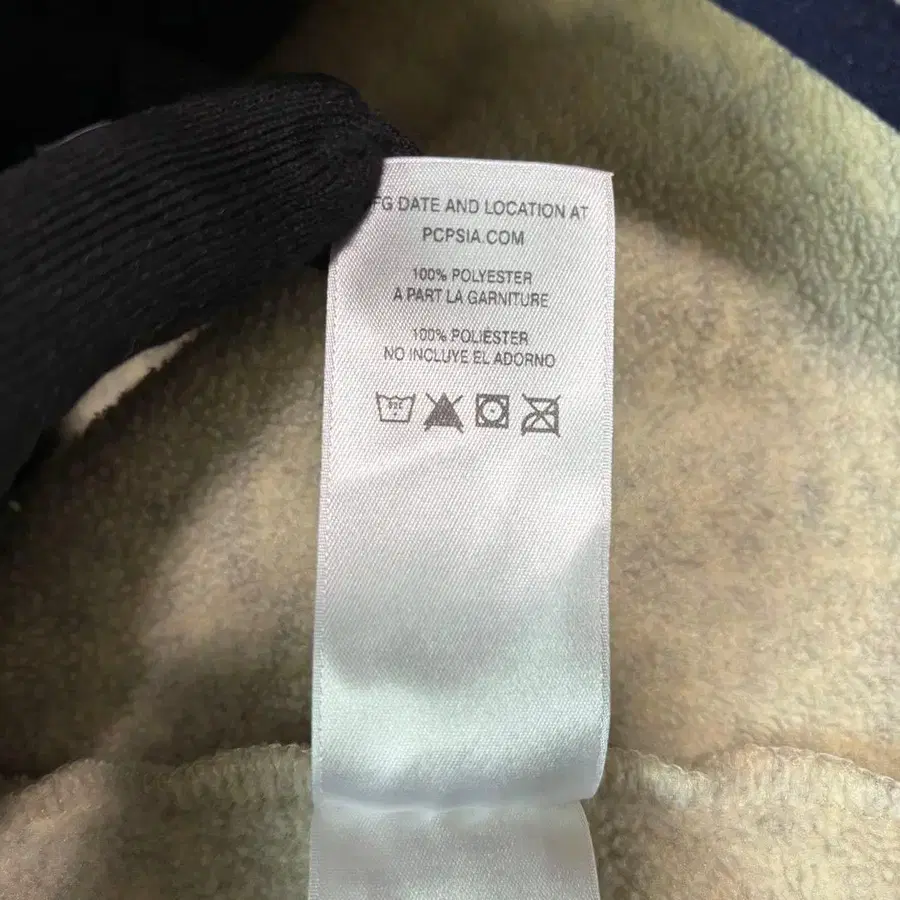 FG DATE AND LOCATION AT
PCPSIA.COM
100% POLYESTER
A PART LA GARNITURE
100% POLIÉSTER
NO INCLUYE EL ADORNO